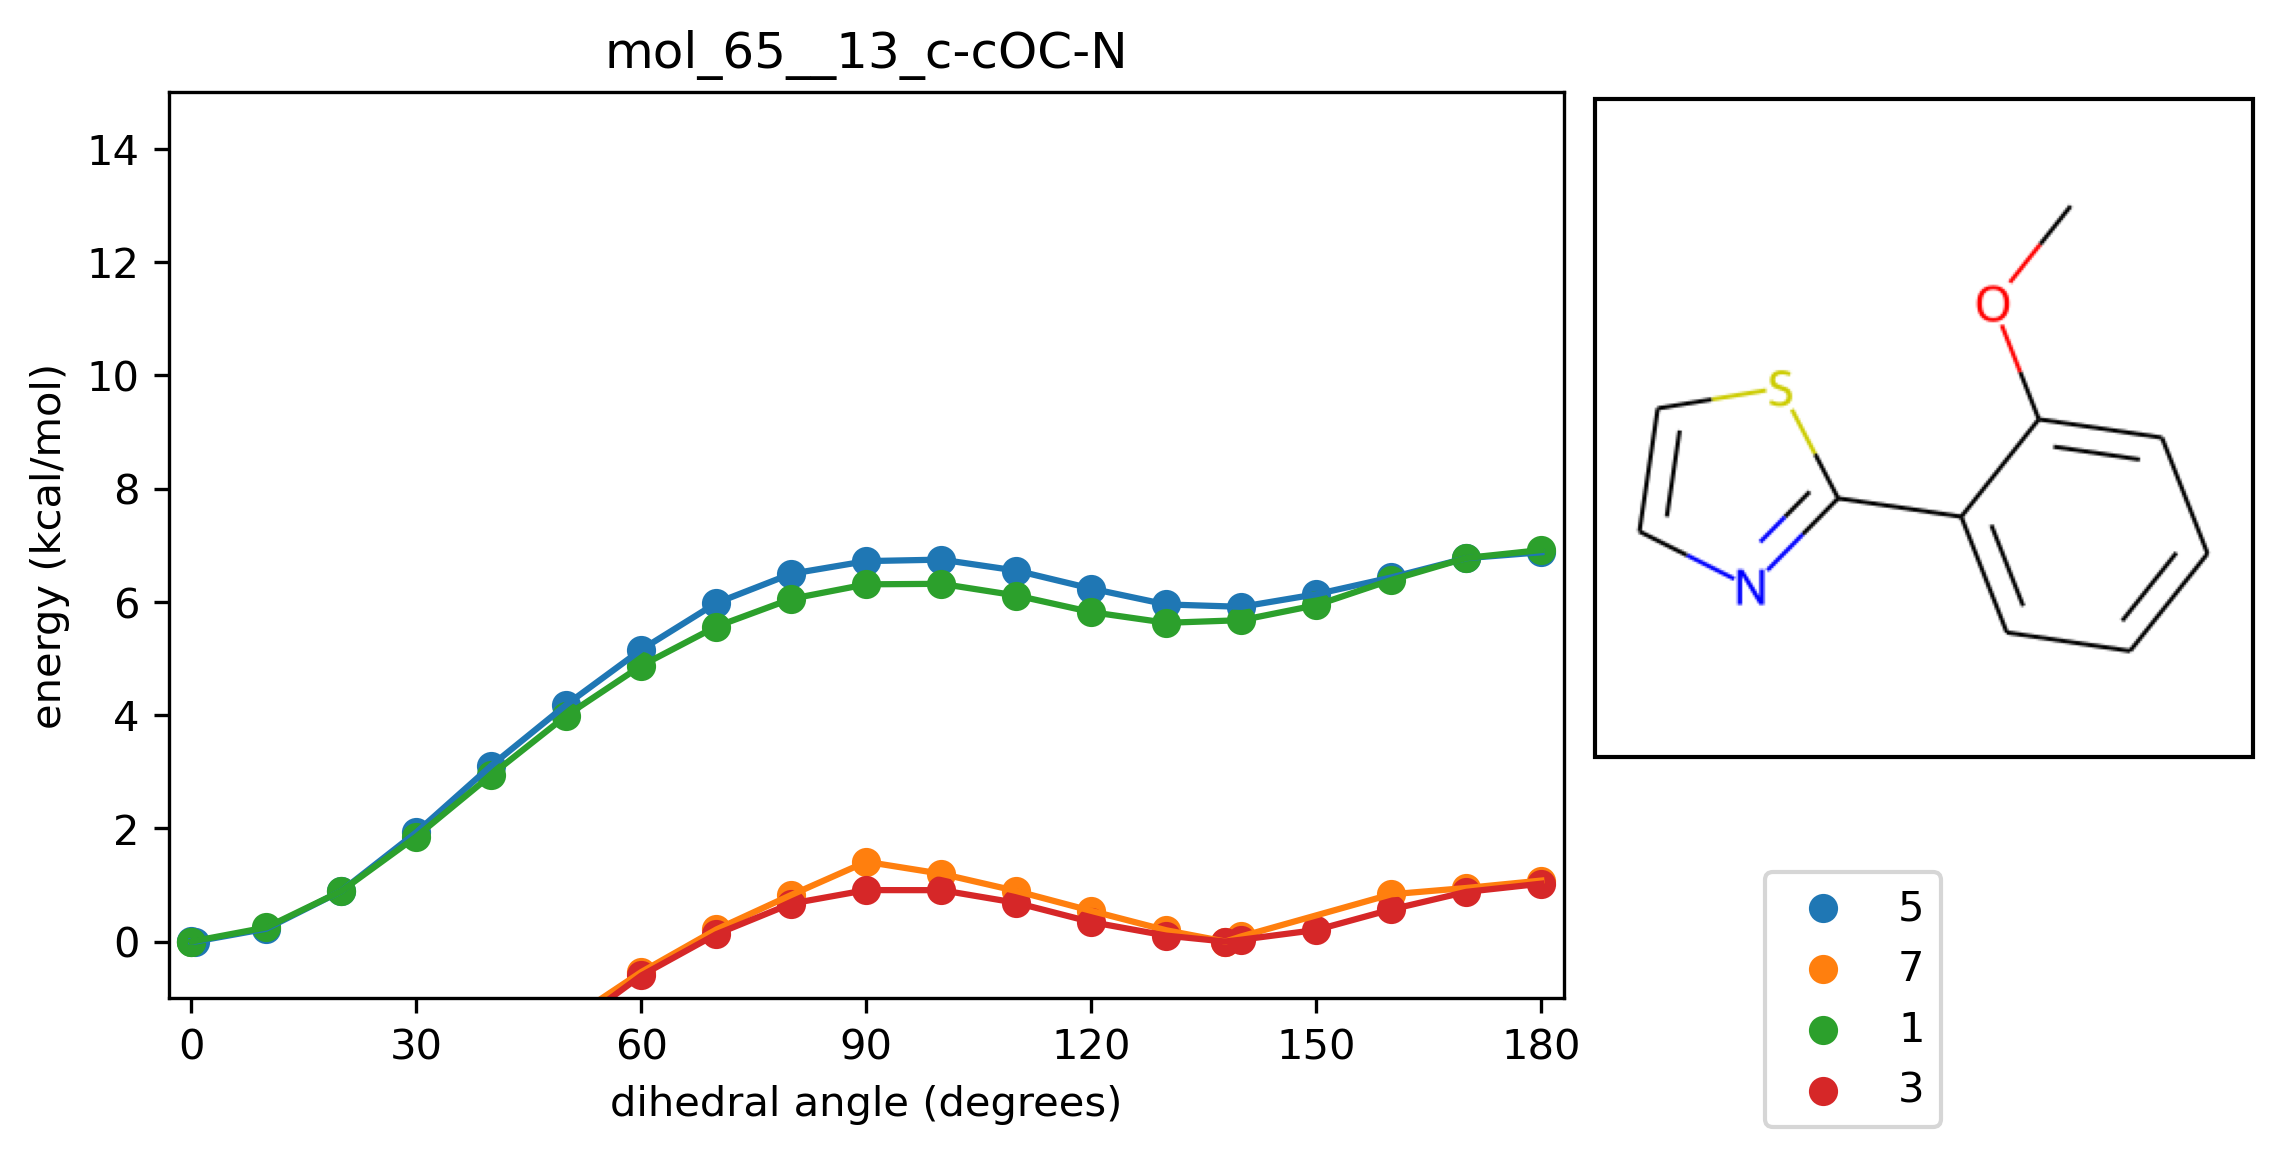 mol_65__13_c-cOC-N
energy (kcal/mol)
14
12
10
8
6
4
2
0
0 30 60 90 120 150 180
dihedral angle (degrees)
O
S
N
5
7
1
3